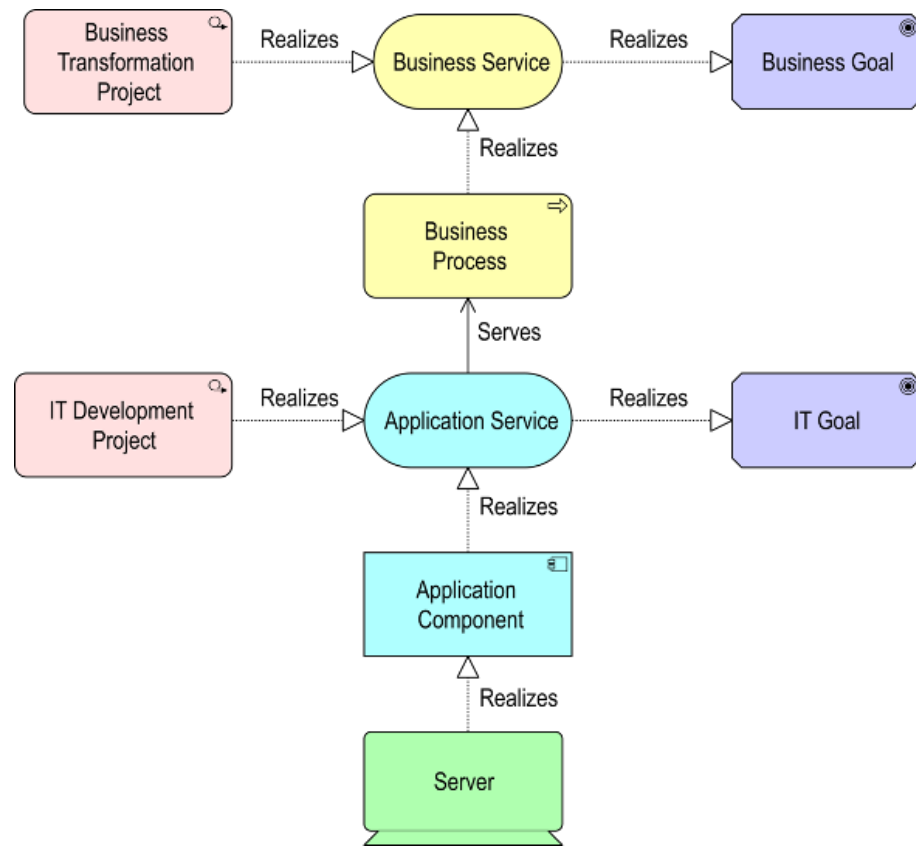 Business
Transformation
Project
Realizes
Business Service
Realizes
Business Goal
Realizes
Business
Process
Serves
IT Development
Project
Realizes
Application Service
Realizes
IT Goal
Realizes
Application
Component
Realizes
Server